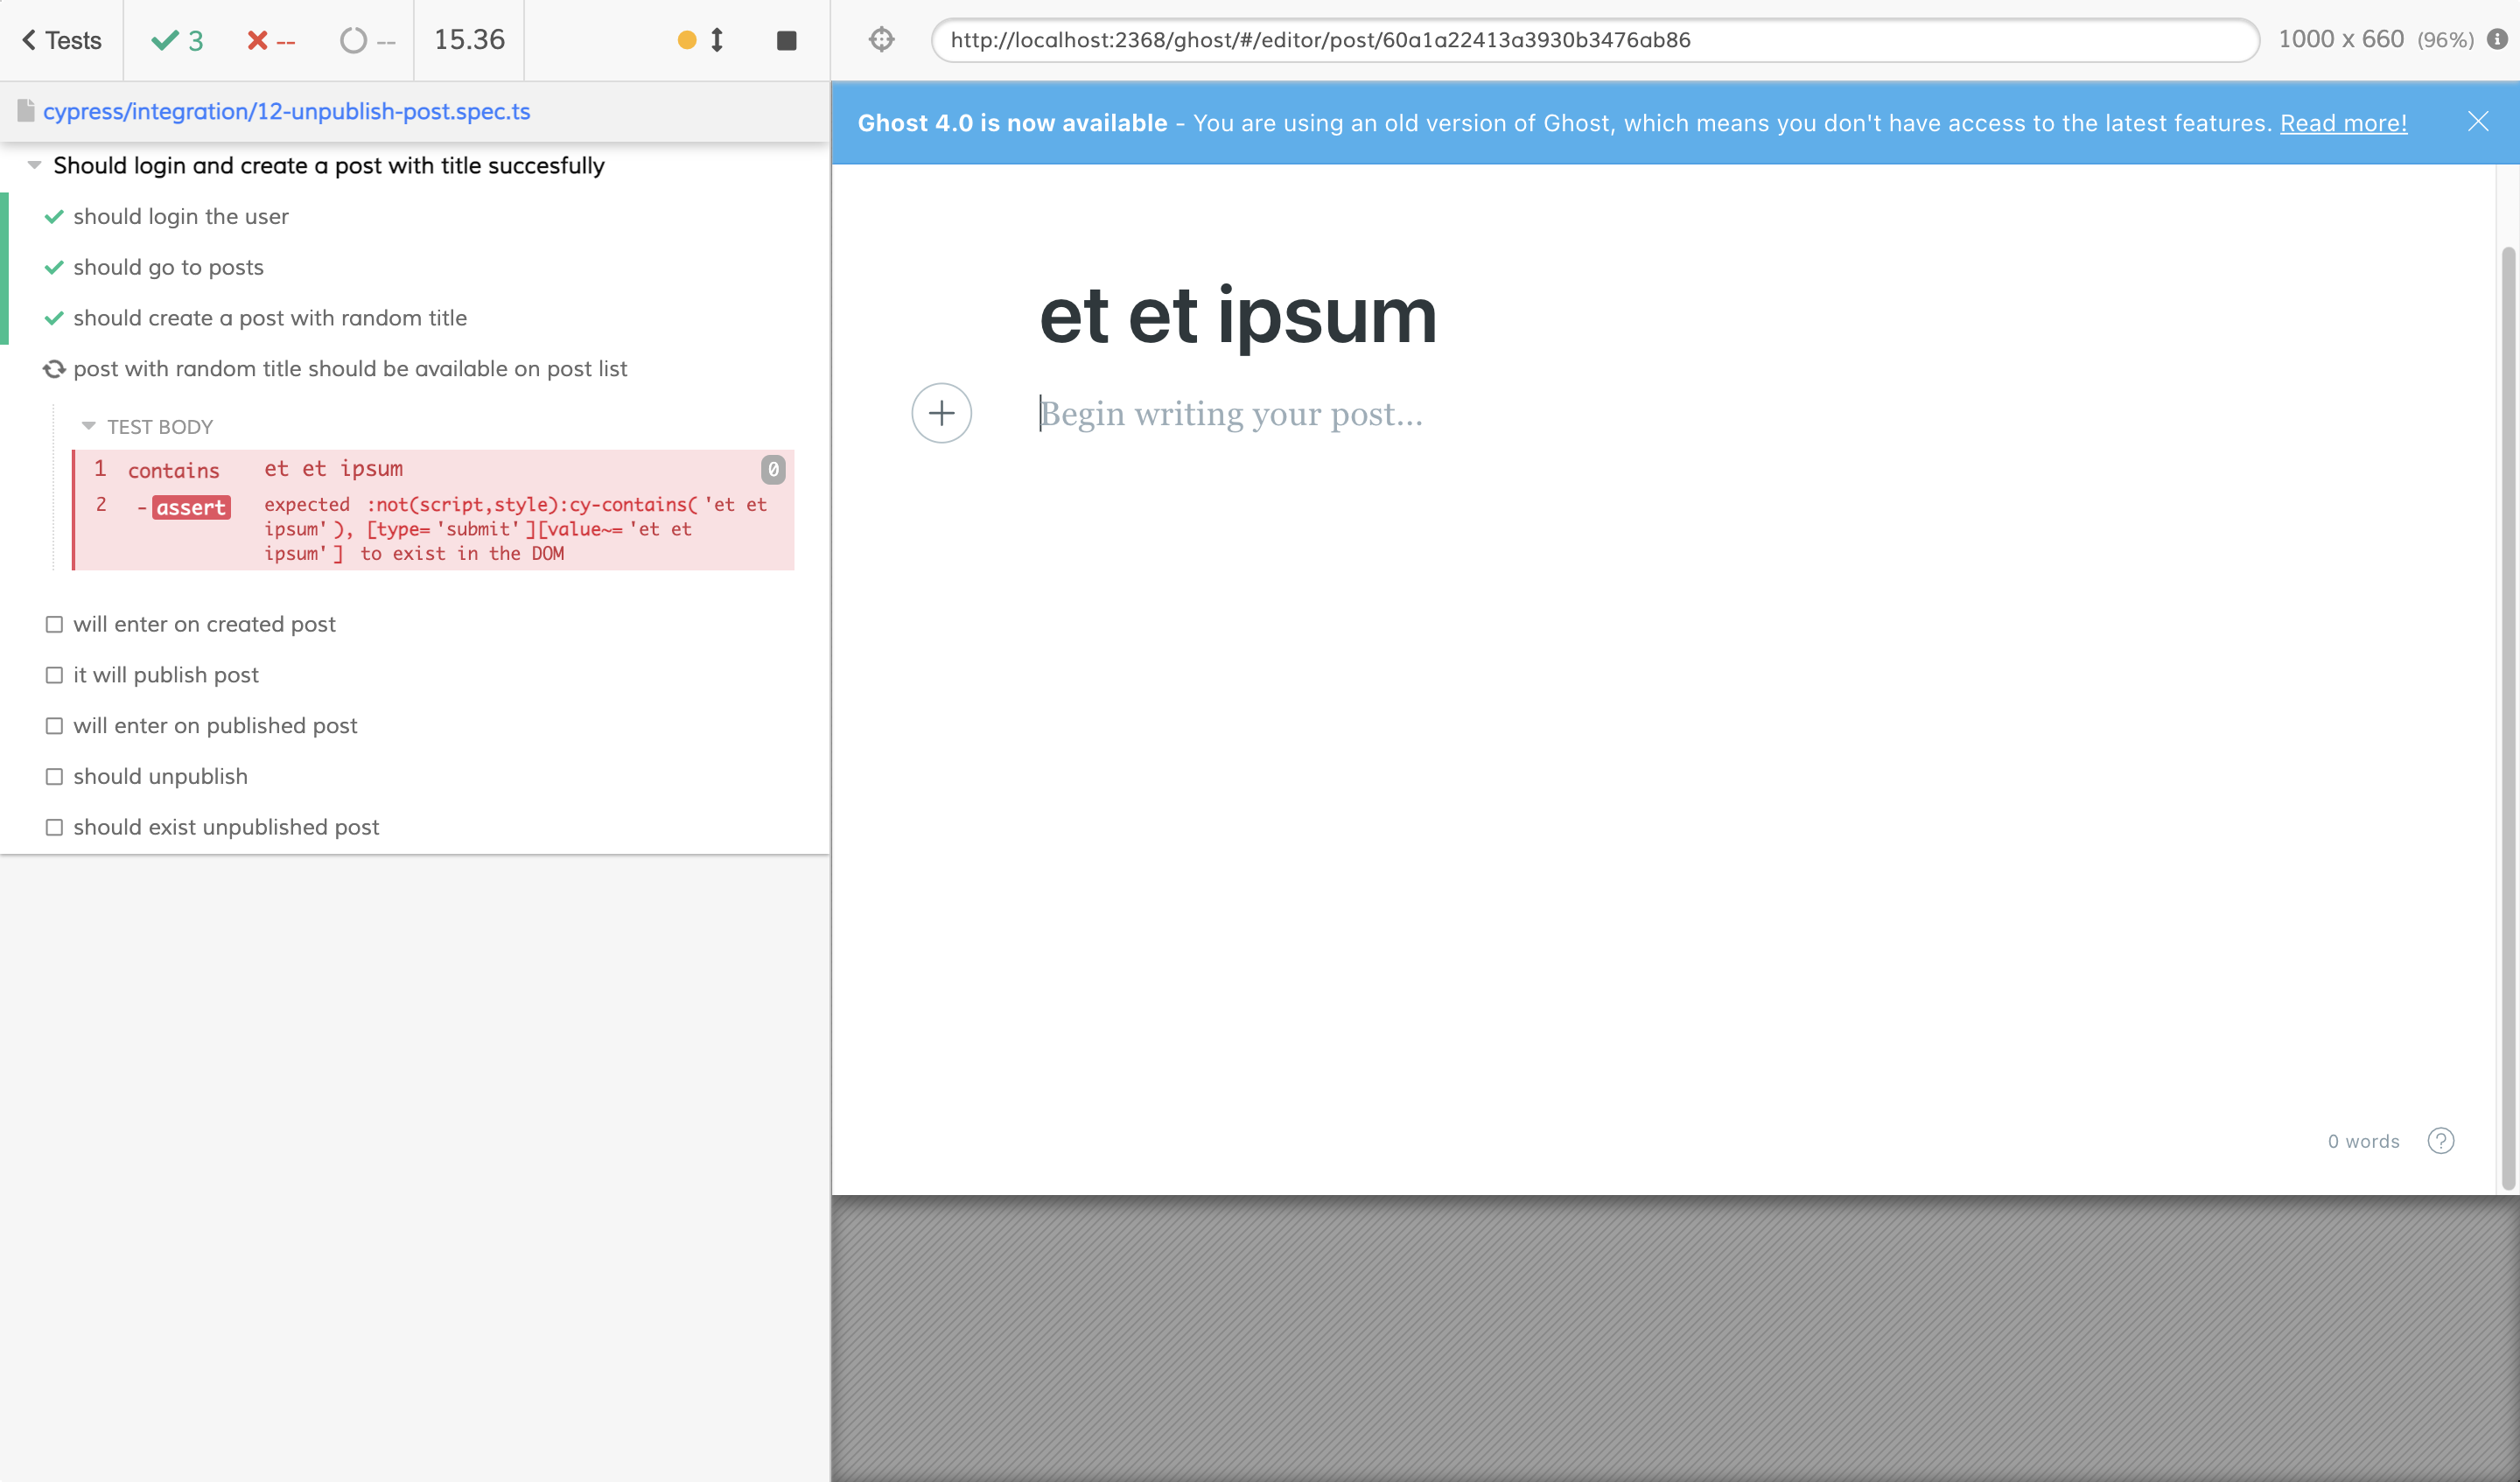 Tests
3
--
--
15.36
http://localhost:2368/ghost/#/editor/post/60a1a22413a3930b3476ab86
1000 x 660 (96%)
cypress/integration/12-unpublish-post.spec.ts
Should login and create a post with title succesfully
should login the user
should go to posts
should create a post with random title
post with random title should be available on post list
TEST BODY
1 contains et et ipsum 0
2 -assert expected :not(script,style):cy-contains('et et
ipsum'), [type='submit'][value~='et et
ipsum'] to exist in the DOM
will enter on created post
it will publish post
will enter on published post
should unpublish
should exist unpublished post
Ghost 4.0 is now available - You are using an old version of Ghost, which means you don't have access to the latest features. Read more!
et et ipsum
Begin writing your post...
0 words ?